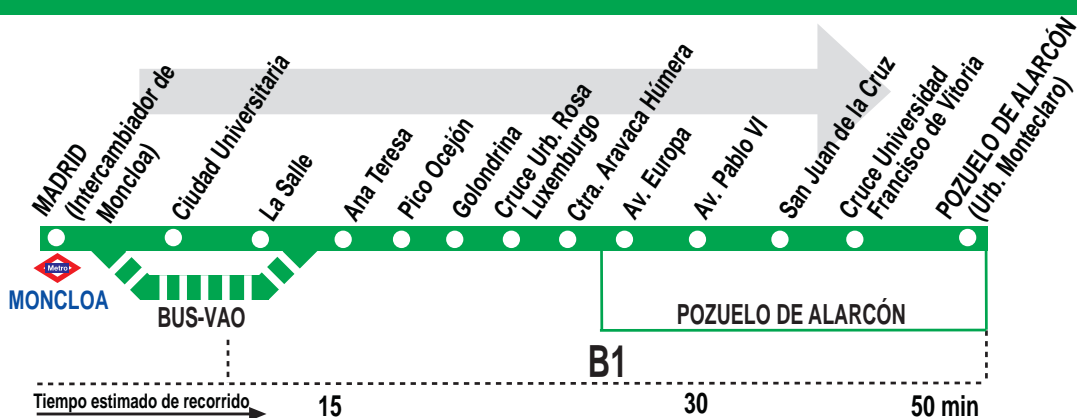 MADRID
(Intercambiador de
Moncloa)
Ciudad Universitaria
La Salle
Ana Teresa
Pico Ocejón
Golondrina
Cruce Urb. Rosa
Luxemburgo
Ctra. Aravaca Húmera
Av. Europa
Av. Pablo VI
San Juan de la Cruz
Cruce Universidad
Francisco de Vitoria
POZUELO DE ALARCÓN
(Urb. Monteclaro)
Metro
MONCLOA
BUS-VAO
POZUELO DE ALARCÓN
B1
Tiempo estimado de recorrido
15
30
50 min